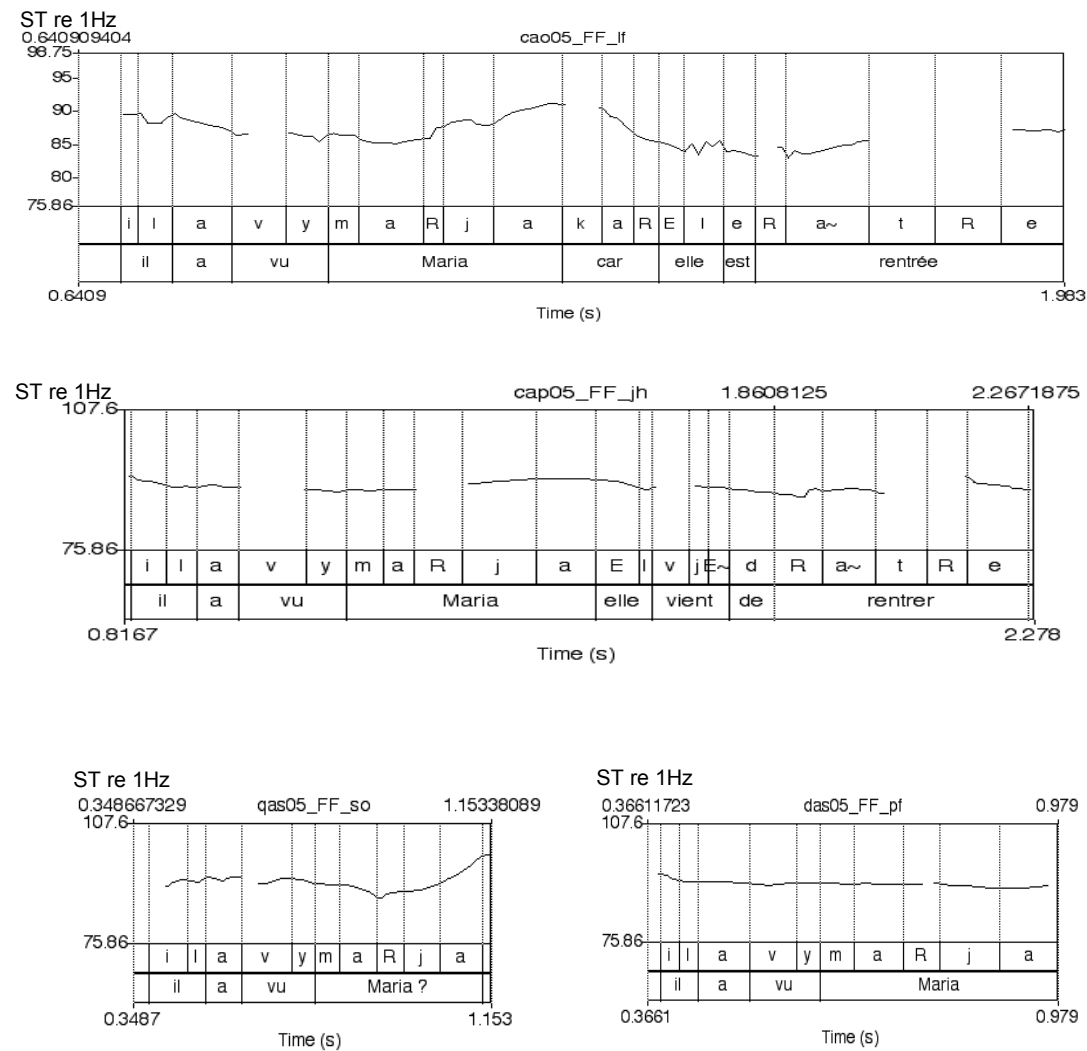 ST re 1Hz
0.640909404 cao05_FF_lf
98.75
95
90
85
80
75.86
i l a v y m a R j a k a R E l e R a~ t R e
il a vu Maria car elle est rentrée
0.6409 1.983
Time (s)
ST re 1Hz
cap05_FF_jh 1.8608125 2.2671875
107.6
75.86
i l a v y m a R j a E l v j E~ d R a~ t R e
il a vu Maria elle vient de rentrer
0.8167 2.278
Time (s)
ST re 1Hz
0.348667329 qas05_FF_so 1.15338089
107.6
75.86
i l a v y m a R j a
il a vu Maria ?
0.3487 1.153
Time (s)
ST re 1Hz
0.36611723 das05_FF_pf 0.979
107.6
75.86
i l a v y m a R j a
il a vu Maria
0.3661 0.979
Time (s)